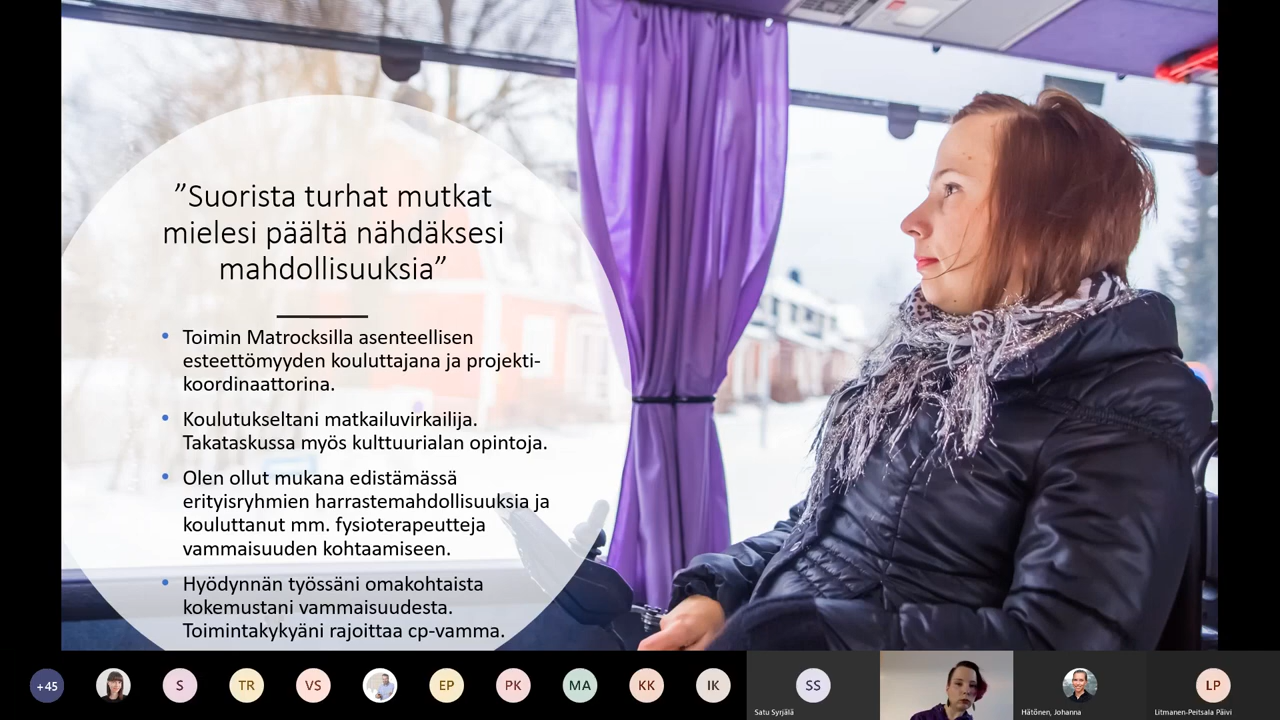 ”Suorista turhat mutkat
mielesi päältä nähdäksesi
mahdollisuuksia”
• Toimin Matrocksilla asenteellisen
esteettömyyden kouluttajana ja projekti-
koordinaattorina.
• Koulutukseltani matkailuvirkailija.
Takataskussa myös kulttuurialan opintoja.
• Olen ollut mukana edistämässä
erityisryhmien harrastemahdollisuuksia ja
kouluttanut mm. fysioterapeutteja
vammaisuuden kohtaamiseen.
• Hyödynnän työssäni omakohtaista
kokemustani vammaisuudesta.
Toimintakykyäni rajoittaa cp-vamma.
+45 S TR VS EP PK MA KK IK SS LP
Satu Syrjälä Hätönen, Johanna Litmanen-Peitsala Päivi